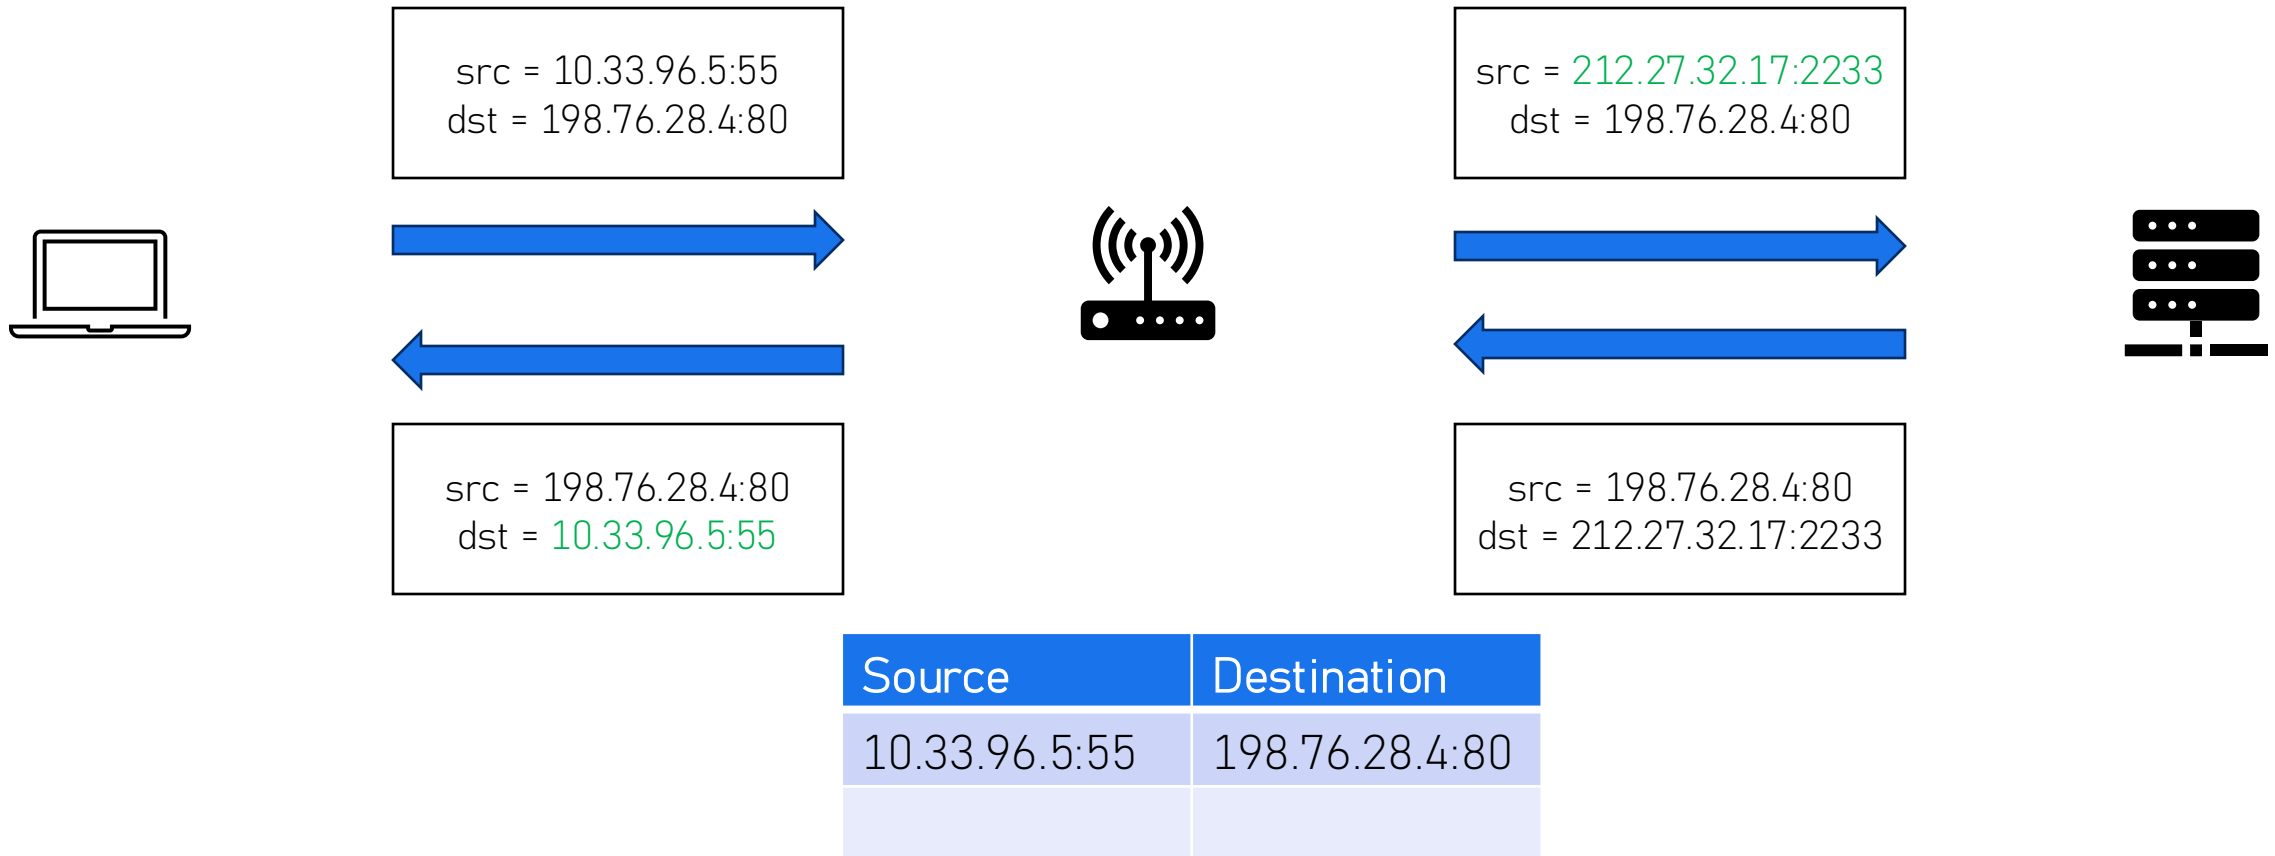 src = 10.33.96.5:55
dst = 198.76.28.4:80
src = 212.27.32.17:2233
dst = 198.76.28.4:80
src = 198.76.28.4:80
dst = 10.33.96.5:55
src = 198.76.28.4:80
dst = 212.27.32.17:2233
Source Destination
10.33.96.5:55 198.76.28.4:80